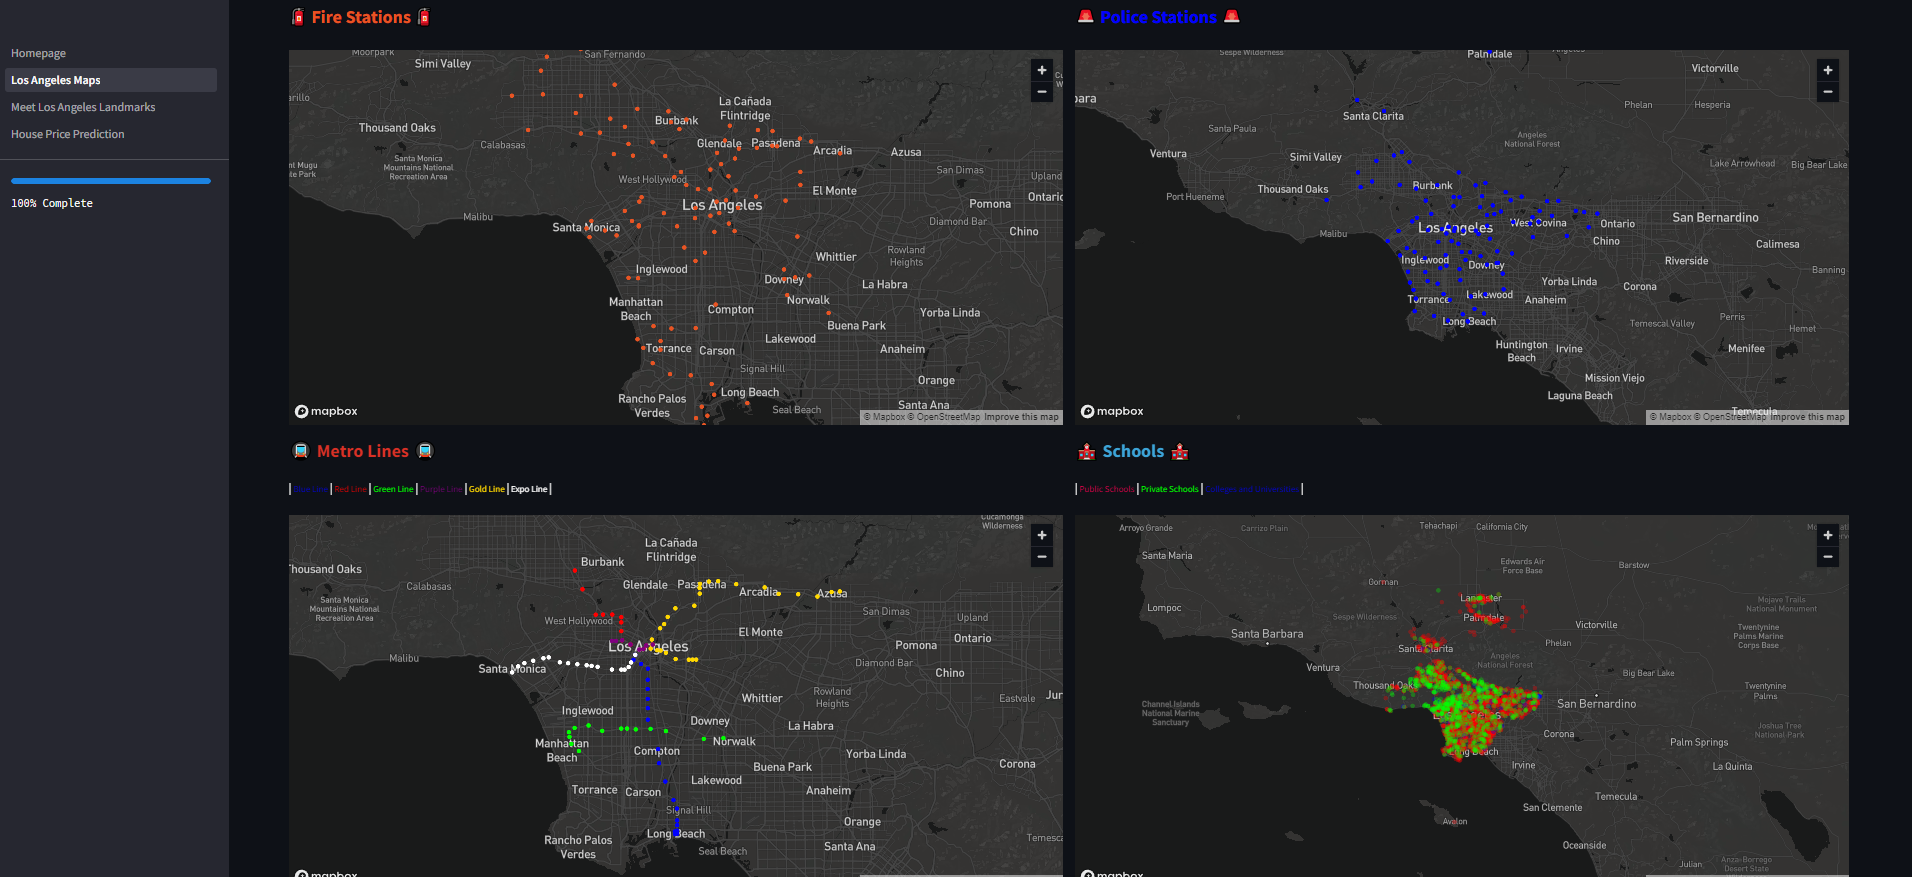 Homepage
Los Angeles Maps
Meet Los Angeles Landmarks
House Price Prediction
100% Complete
Fire Stations
Moorpark
San Fernando
Simi Valley
La Cañada
Flintridge
Burbank
Thousand Oaks
Calabasas
Glendale
Pasadena
Arcadia
Azusa
Santa Monica
Mountains National
Recreation Area
San Dimas
Upland
West Hollywood
El Monte
Los Angeles
Pomona
Ontario
Malibu
Diamond Bar
Santa Monica
Chino
Rowland
Heights
Whittier
Inglewood
Downey
La Habra
Manhattan
Beach
Norwalk
Compton
Yorba Linda
Buena Park
Lakewood
Torrance
Carson
Anaheim
Signal Hill
Orange
Rancho Palos
Verdes
Long Beach
Seal Beach
Santa Ana
mapbox
© Mapbox © OpenStreetMap Improve this map
Police Stations
Sespe Wilderness
Palmdale
Angeles
Victorville
Phelan
Hesperia
Santa Clarita
Santa Paula
Angeles
National Forest
Ventura
Simi Valley
Lake Arrowhead
Big Bear Lake
Thousand Oaks
Burbank
Port Hueneme
San Bernardino
Los Angeles
West Covina
Ontario
Malibu
Chino
Calimesa
Inglewood
Downey
Riverside
Banning
Yorba Linda
Corona
Torrance
Lakewood
Anaheim
Long Beach
Temescal Valley
Perris
Hemet
Huntington
Beach
Irvine
Menifee
Mission Viejo
Laguna Beach
Temecula
mapbox
© Mapbox © OpenStreetMap Improve this map
Metro Lines
Red Line
Green Line
Purple Line
Gold Line
Expo Line
Cucamonga
Wilderness
La Cañada
Flintridge
Burbank
Thousand Oaks
Calabasas
Glendale
Pasadena
Arcadia
Azusa
Santa Monica
Mountains National
Recreation Area
San Dimas
Upland
West Hollywood
El Monte
Ontario
Los Angeles
Pomona
Malibu
Santa Monica
Diamond Bar
Chino
Rowland
Heights
Whittier
Eastvale
Inglewood
Downey
La Habra
Manhattan
Beach
Norwalk
Compton
Yorba Linda
Buena Park
Corona
Lakewood
Torrance
Carson
Anaheim
Signal Hill
Orange
Long Beach
Rancho Palos
Verdes
Seal Beach
Santa Ana
mapbox
Schools
Public Schools
Private Schools
Arroyo Grande
Carrizo Plain
Tehachapi
California City
Santa Maria
Edwards Air
Force Base
Barstow
Gorman
Lompoc
Lancaster
Mojave Trails
National Monument
Sespe Wilderness
Palmdale
Victorville
Santa Barbara
Twentynine
Palms Marine
Corps Base
Phelan
Santa Clarita
Angeles
National Forest
Ventura
Big Bear Lake
Thousand Oaks
Twentynine
Palms
Channel Islands
National Marine
Sanctuary
San Bernardino
Los Angeles
Joshua Tree
National Park
Corona
Palm Springs
Long Beach
Irvine
La Quinta
Temecula
San Clemente
Avalon
Oceanside
Julian
Anza-Borrego
Desert State
mapbox